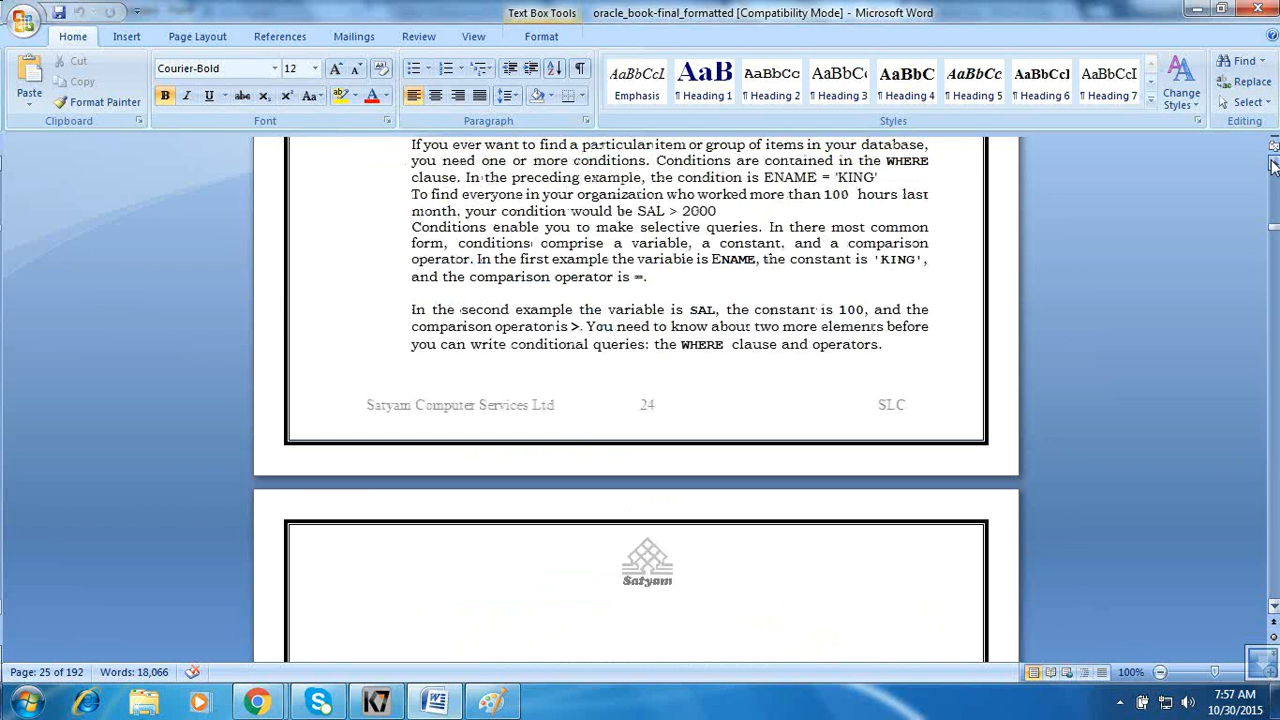 Text Box Tools
oracle_book-final_formatted [Compatibility Mode] - Microsoft Word
Home Insert Page Layout References Mailings Review View Format
Paste
Cut
Copy
Format Painter
Clipboard
Courier-Bold 12
B I U abc x₂ x² Aa
Font
Paragraph
AaBbCcI AaB AaBbCc AaBbCcI AaBbC AaBbCc AaBbCc AaBbCcI
Emphasis ¶ Heading 1 ¶ Heading 2 ¶ Heading 3 ¶ Heading 4 ¶ Heading 5 ¶ Heading 6 ¶ Heading 7
Change Styles
Styles
Find
Replace
Select
Editing
If you ever want to find a particular item or group of items in your database,
you need one or more conditions. Conditions are contained in the WHERE
clause. In the preceding example, the condition is ENAME = 'KING'
To find everyone in your organization who worked more than 100 hours last
month, your condition would be SAL > 2000
Conditions enable you to make selective queries. In there most common
form, conditions comprise a variable, a constant, and a comparison
operator. In the first example the variable is ENAME, the constant is 'KING',
and the comparison operator is =.
In the second example the variable is SAL, the constant is 100, and the
comparison operator is >. You need to know about two more elements before
you can write conditional queries: the WHERE clause and operators.
Satyam Computer Services Ltd 24 SLC
Satyam
Page: 25 of 192 Words: 18,066
100%
K7
7:57 AM
10/30/2015